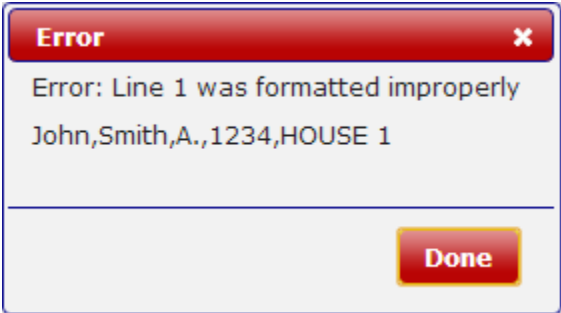 Error
Error: Line 1 was formatted improperly
John,Smith,A.,1234,HOUSE 1
Done